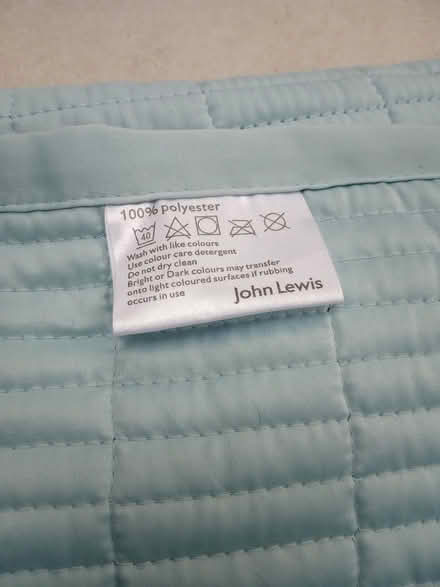 100% Polyester
40
Wash with like colours
Use colour care detergent
Do not dry clean
Bright or Dark colours may transfer
onto light coloured surfaces if rubbing
occurs in use
John Lewis